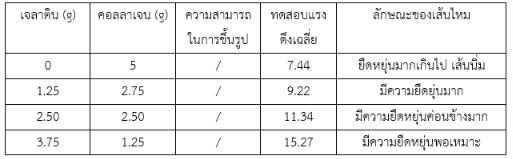 เจลาติน (g) คอลลาเจน (g) ความสามารถ ทดสอบแรง ลักษณะของเส้นไหม
ในการขึ้นรูป ดึงเฉลี่ย
0 5 / 7.44 ยืดหยุ่นมากเกินไป เส้นนิ่ม
1.25 2.75 / 9.22 มีความยืดยุ่นมาก
2.50 2.50 / 11.34 มีความยืดหยุ่นค่อนข้างมาก
3.75 1.25 / 15.27 มีความยืดหยุ่นพอเหมาะ